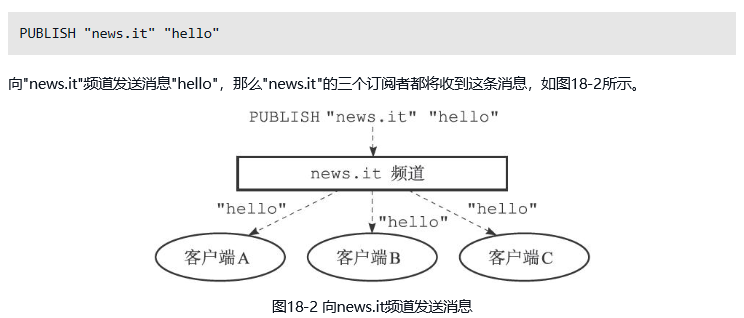 PUBLISH "news.it" "hello"
向"news.it"频道发送消息"hello"，那么"news.it"的三个订阅者都将收到这条消息，如图18-2所示。
PUBLISH "news.it" "hello"
news.it 频道
"hello" "hello" "hello"
客户端A 客户端B 客户端C
图18-2 向news.it频道发送消息